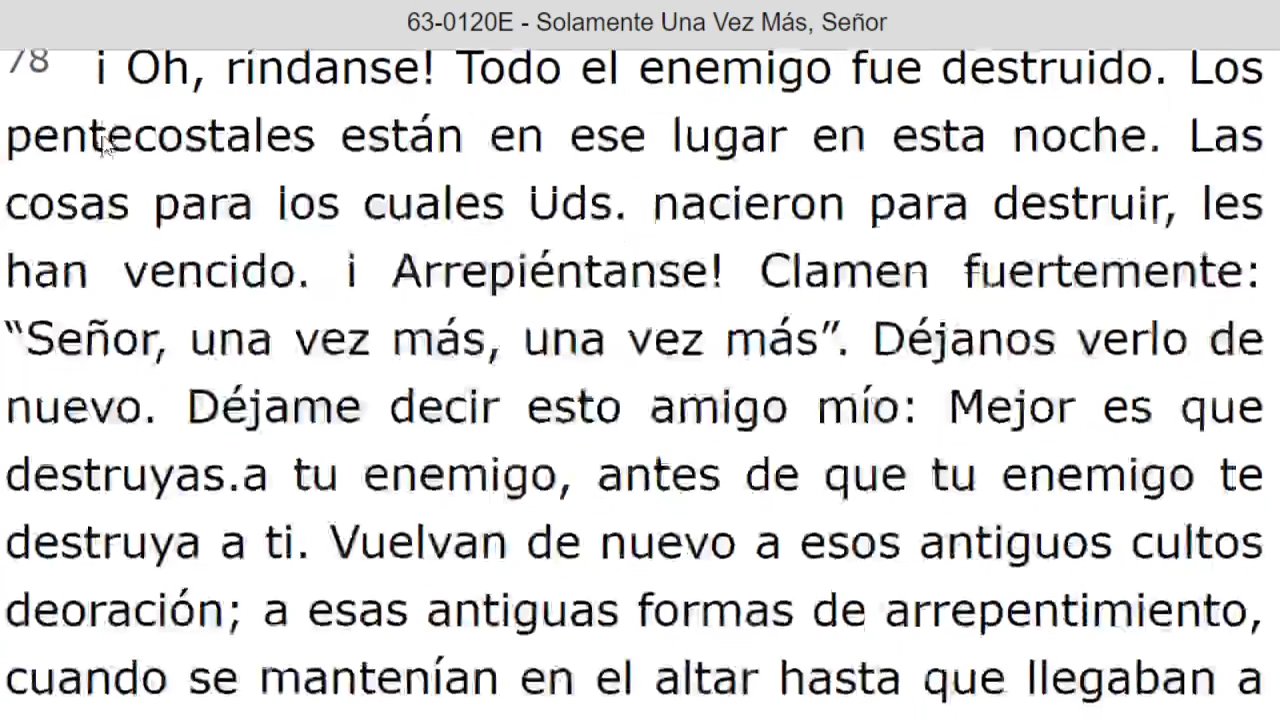 63-0120E - Solamente Una Vez Más, Señor
78 ¡ Oh, ríndanse! Todo el enemigo fue destruido. Los
pentecostales están en ese lugar en esta noche. Las
cosas para los cuales Uds. nacieron para destruir, les
han vencido. ¡ Arrepiéntanse! Clamen fuertemente:
“Señor, una vez más, una vez más”. Déjanos verlo de
nuevo. Déjame decir esto amigo mío: Mejor es que
destruyas.a tu enemigo, antes de que tu enemigo te
destruya a ti. Vuelvan de nuevo a esos antiguos cultos
deoración; a esas antiguas formas de arrepentimiento,
cuando se mantenían en el altar hasta que llegaban a